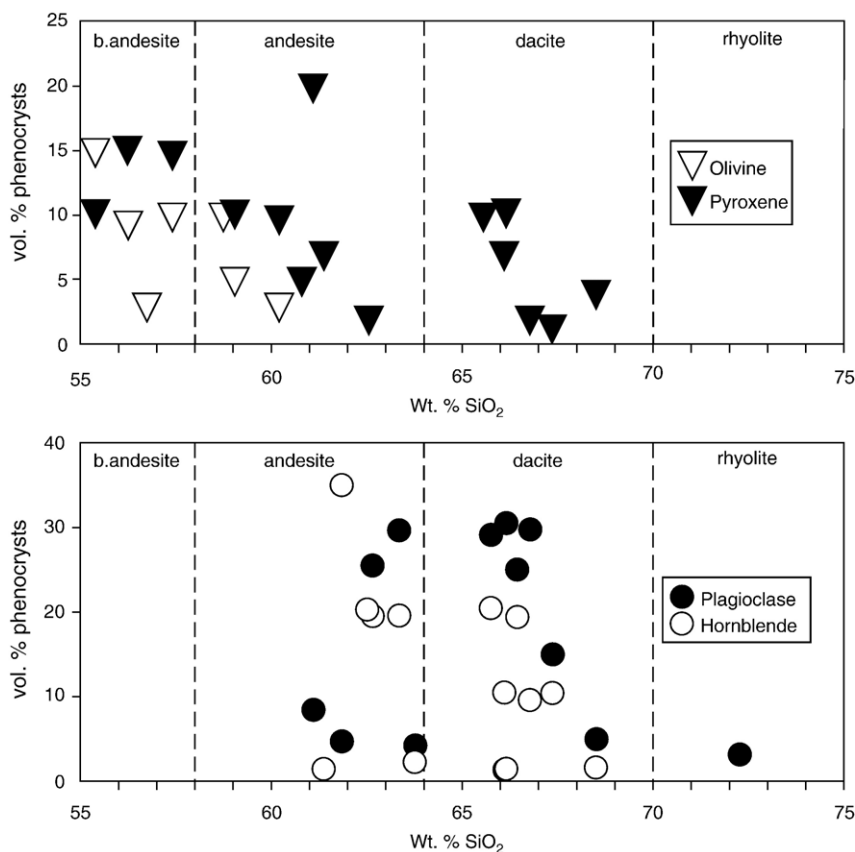 25
b.andesite
andesite
dacite
rhyolite
20
15
10
5
0
vol. % phenocrysts
Olivine
Pyroxene
55
60
65
70
75
Wt. % SiO₂
40
b.andesite
andesite
dacite
rhyolite
30
20
10
0
vol. % phenocrysts
Plagioclase
Hornblende
55
60
65
70
75
Wt. % SiO₂